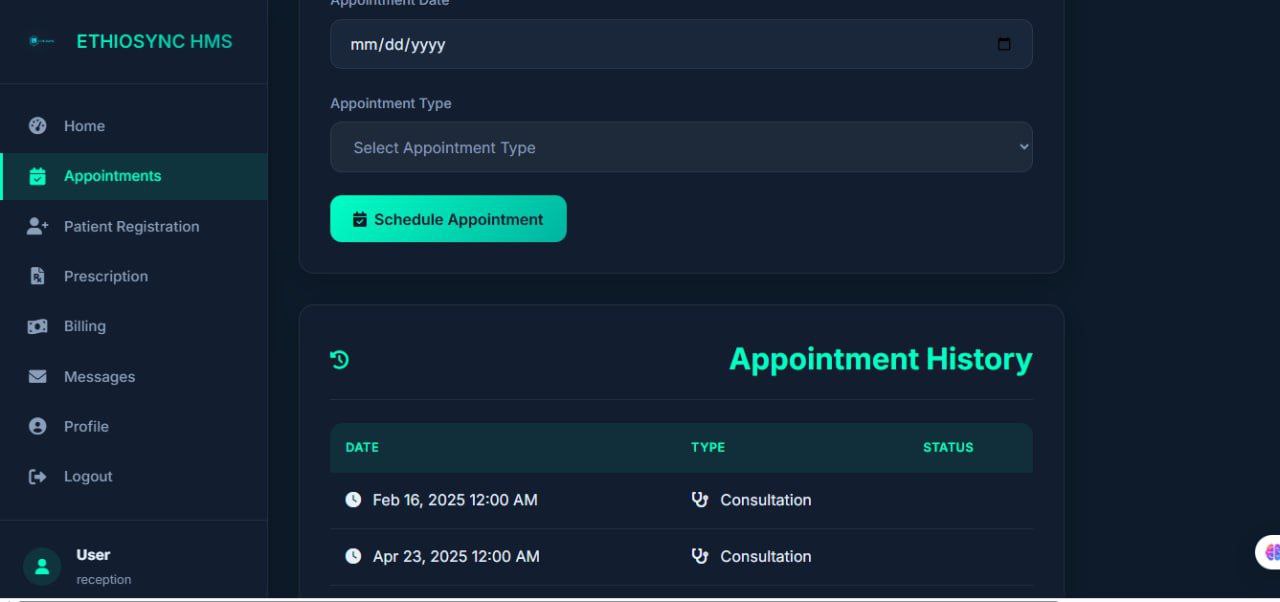 Appointment Date
ETHIOSYNC HMS
mm/dd/yyyy
Appointment Type
Select Appointment Type
Schedule Appointment
Home
Appointments
Patient Registration
Prescription
Billing
Messages
Profile
Logout
User
reception
Appointment History
DATE TYPE STATUS
Feb 16, 2025 12:00 AM Consultation
Apr 23, 2025 12:00 AM Consultation